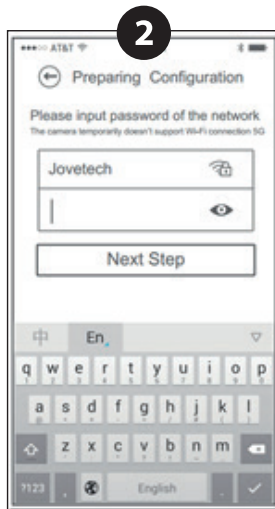 2
AT&T
Preparing Configuration
Please input password of the network
The camera temporarily doesn't support Wi-Fi connection 5G
Jovetech
Next Step
中 En
q w e r t y u i o p
a s d f g h j k l
z x c v b n m
?123 , English .